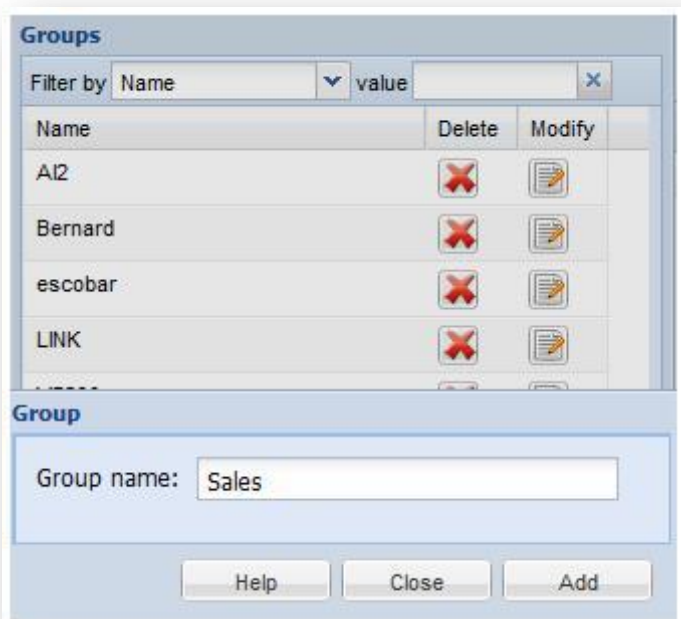 Groups
Filter by Name value
Name Delete Modify
AI2
Bernard
escobar
LINK
Group
Group name: Sales
Help Close Add